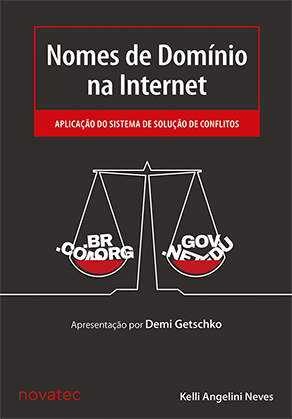 Nomes de Domínio
na Internet
APLICAÇÃO DO SISTEMA DE SOLUÇÃO DE CONFLITOS
.BR
.COM .ORG
.GOV
.NET .EDU
Apresentação por Demi Getschko
novatec
Kelli Angelini Neves